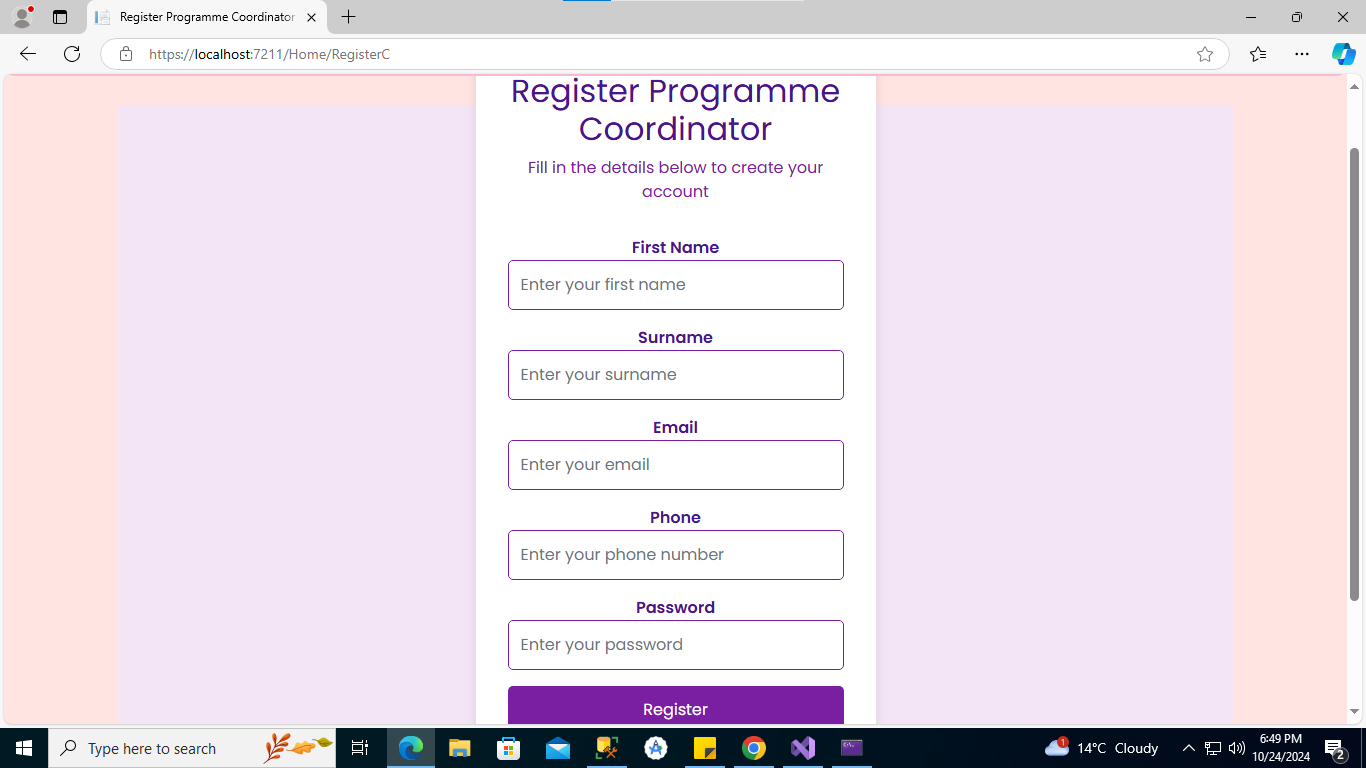 Register Programme Coordinator
https://localhost:7211/Home/RegisterC
Register Programme
Coordinator
Fill in the details below to create your
account
First Name
Enter your first name
Surname
Enter your surname
Email
Enter your email
Phone
Enter your phone number
Password
Enter your password
Register
Type here to search
1
14°C Cloudy
6:49 PM
10/24/2024
2